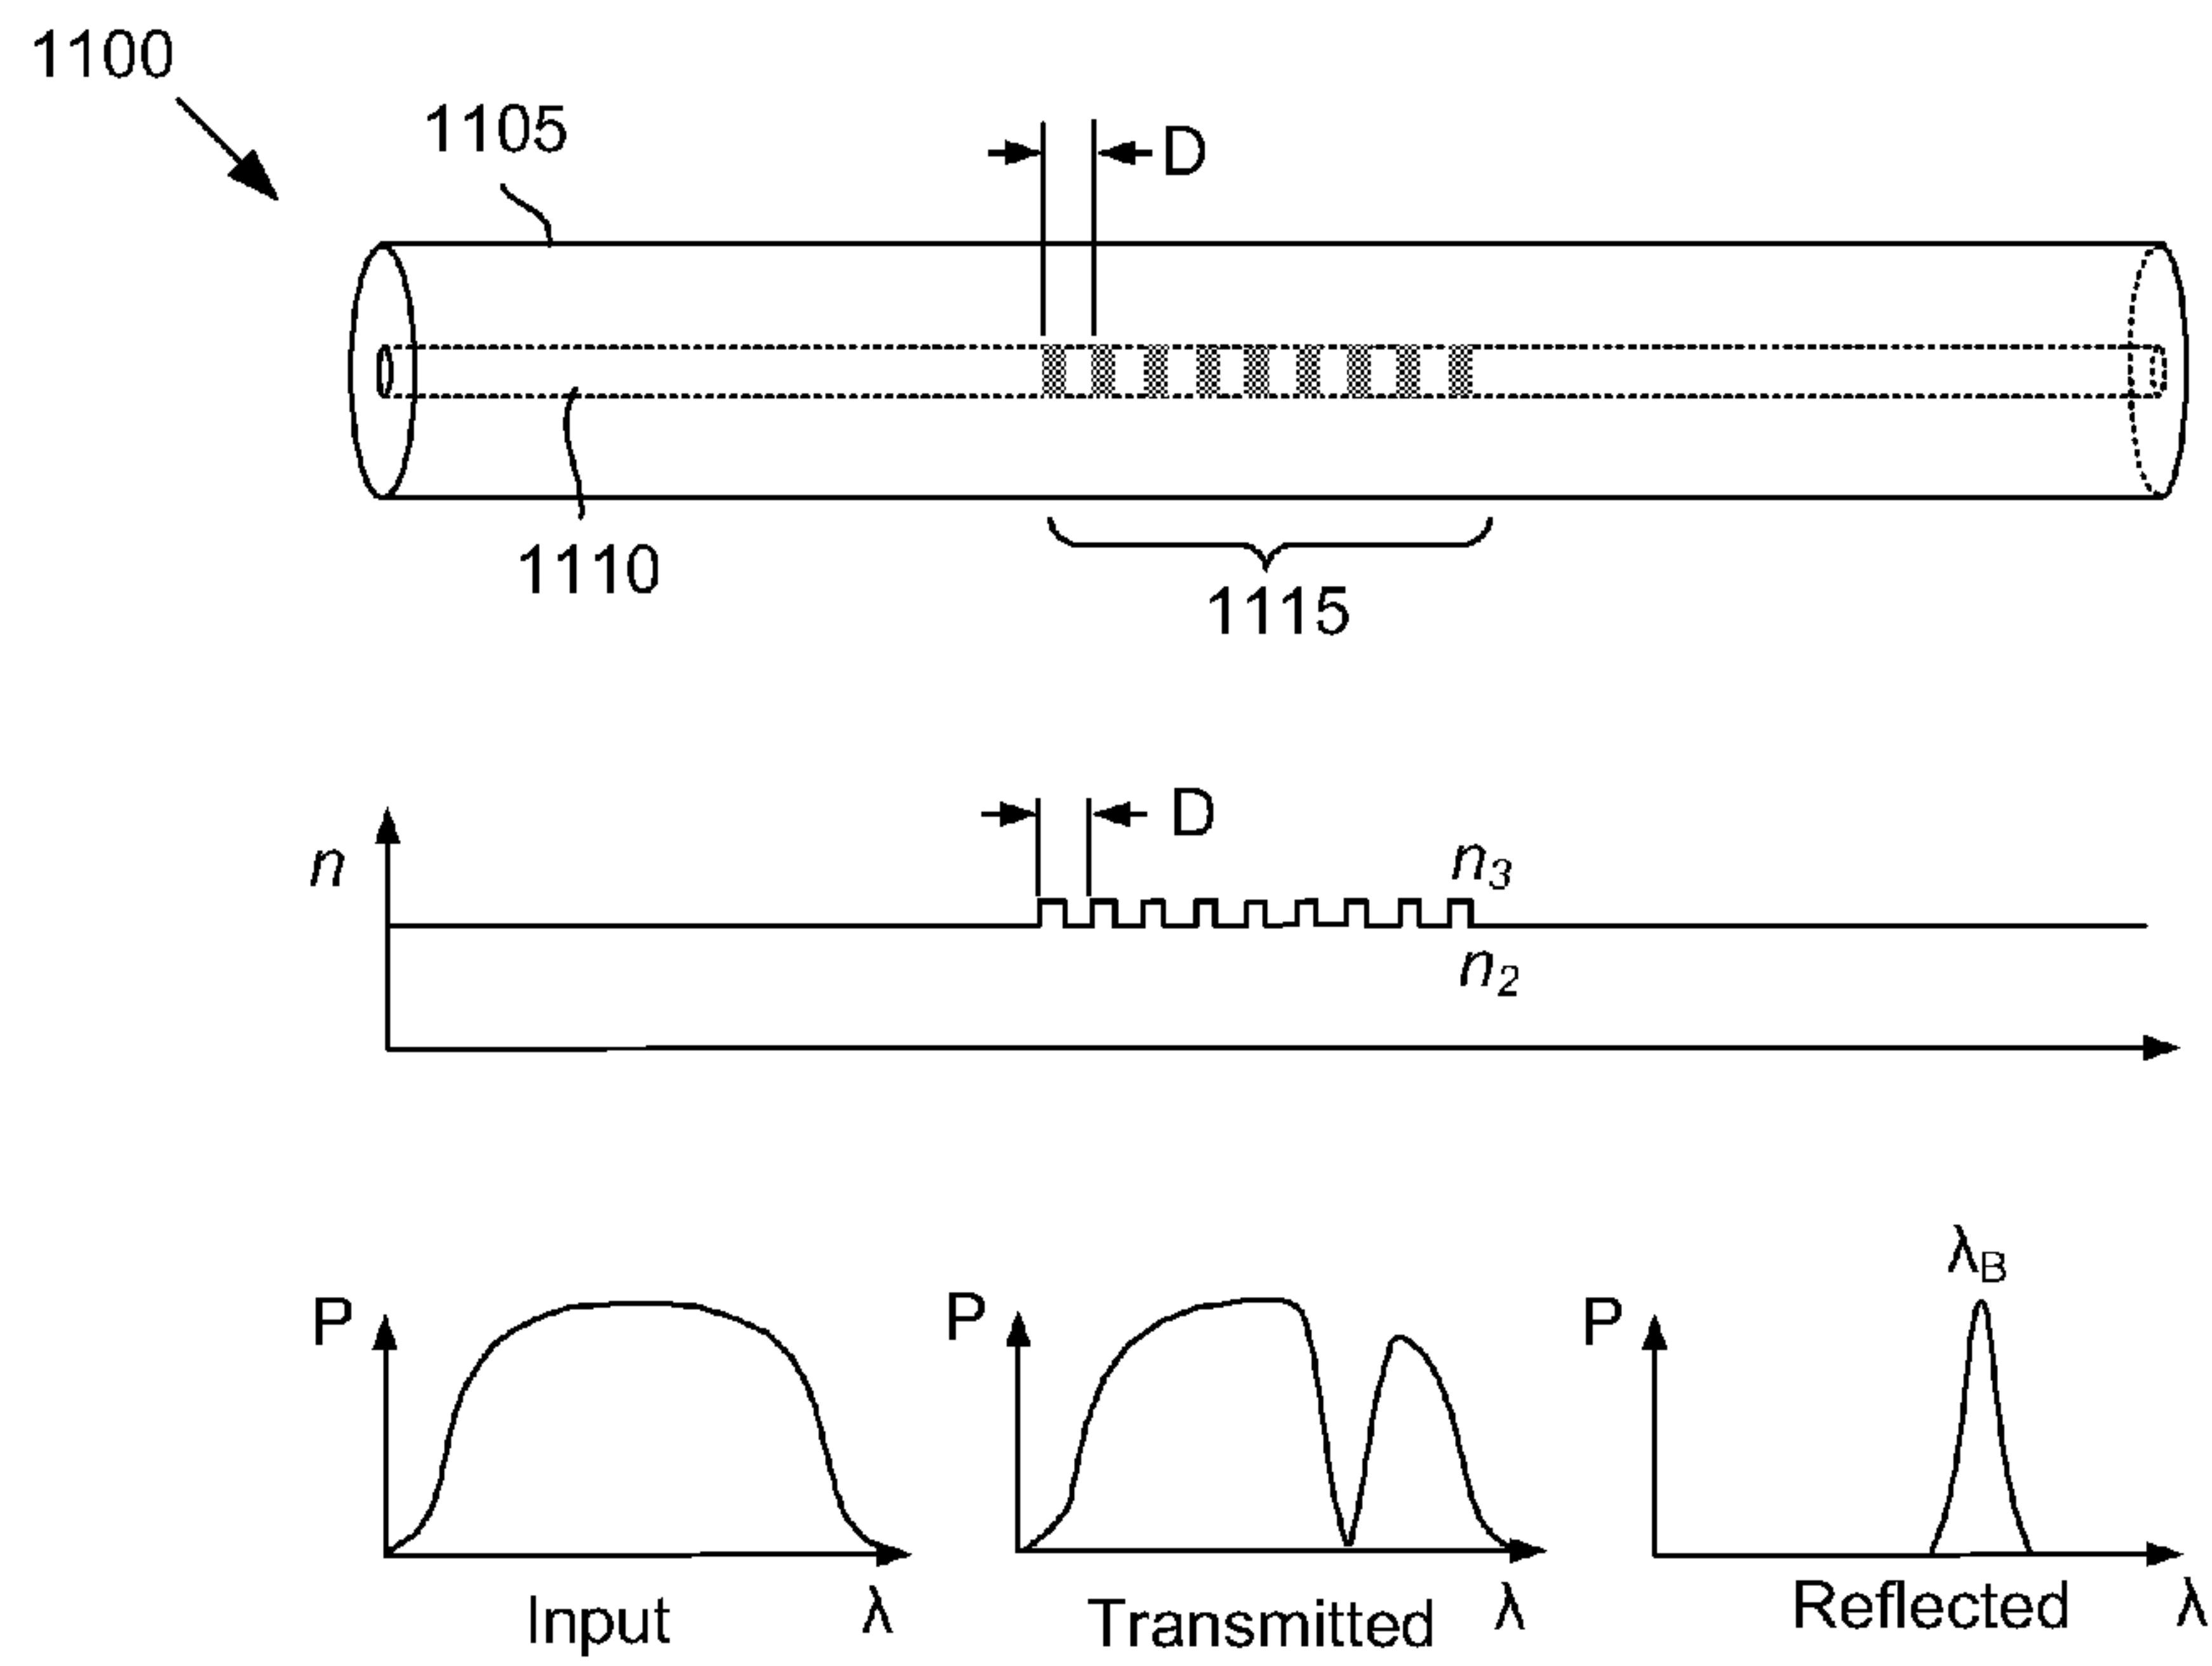 1100
1105
D
1110
1115
D
n
n3
n2
P
P
P
λB
Input
λ
Transmitted
λ
Reflected
λ